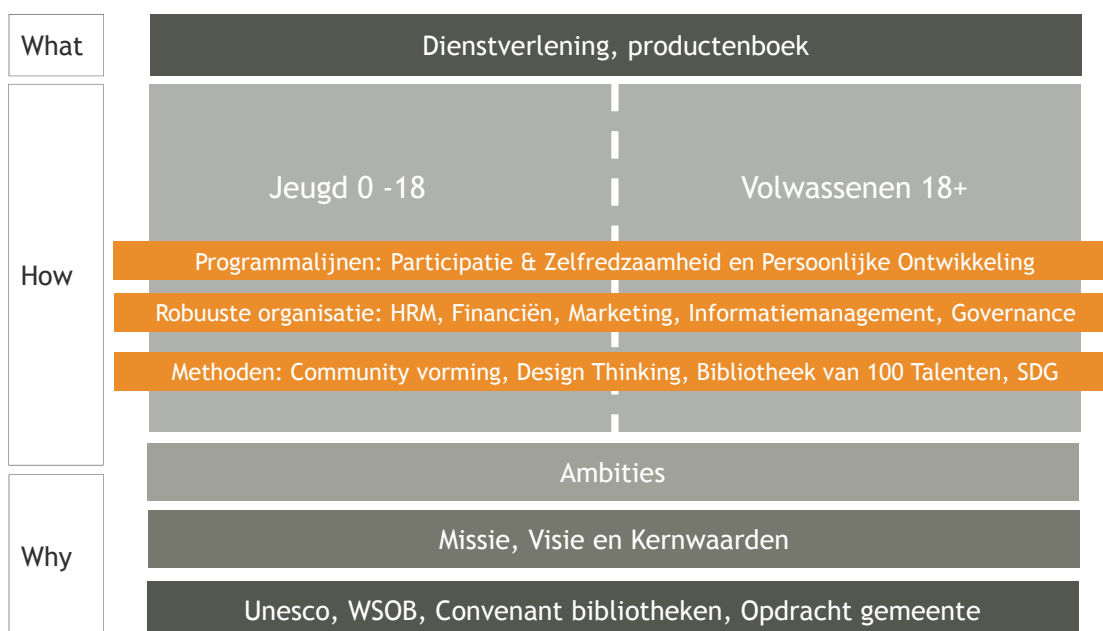 What
Dienstverlening, productenboek
How
Jeugd 0 -18
Volwassenen 18+
Programmalijnen: Participatie & Zelfredzaamheid en Persoonlijke Ontwikkeling
Robuuste organisatie: HRM, Financiën, Marketing, Informatiemanagement, Governance
Methoden: Community vorming, Design Thinking, Bibliotheek van 100 Talenten, SDG
Why
Ambities
Missie, Visie en Kernwaarden
Unesco, WSOB, Convenant bibliotheken, Opdracht gemeente